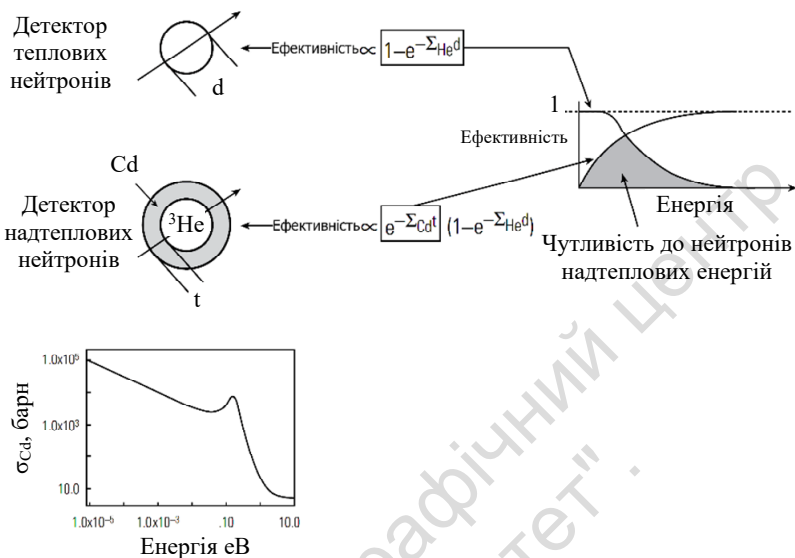 Детектор
теплових
нейтронів
d
Ефективність∝ 1–e^–Σ_He d
1
Ефективність
Енергія
Чутливість до нейтронів
надтеплових енергій
Cd
³He
Детектор
надтеплових
нейтронів
t
Ефективність∝ e^–Σ_Cd t (1–e^–Σ_He d)
σ_Cd, барн
1.0x10⁵
1.0x10³
10.0
1.0x10⁻⁵ 1.0x10⁻³ .10 10.0
Енергія еВ